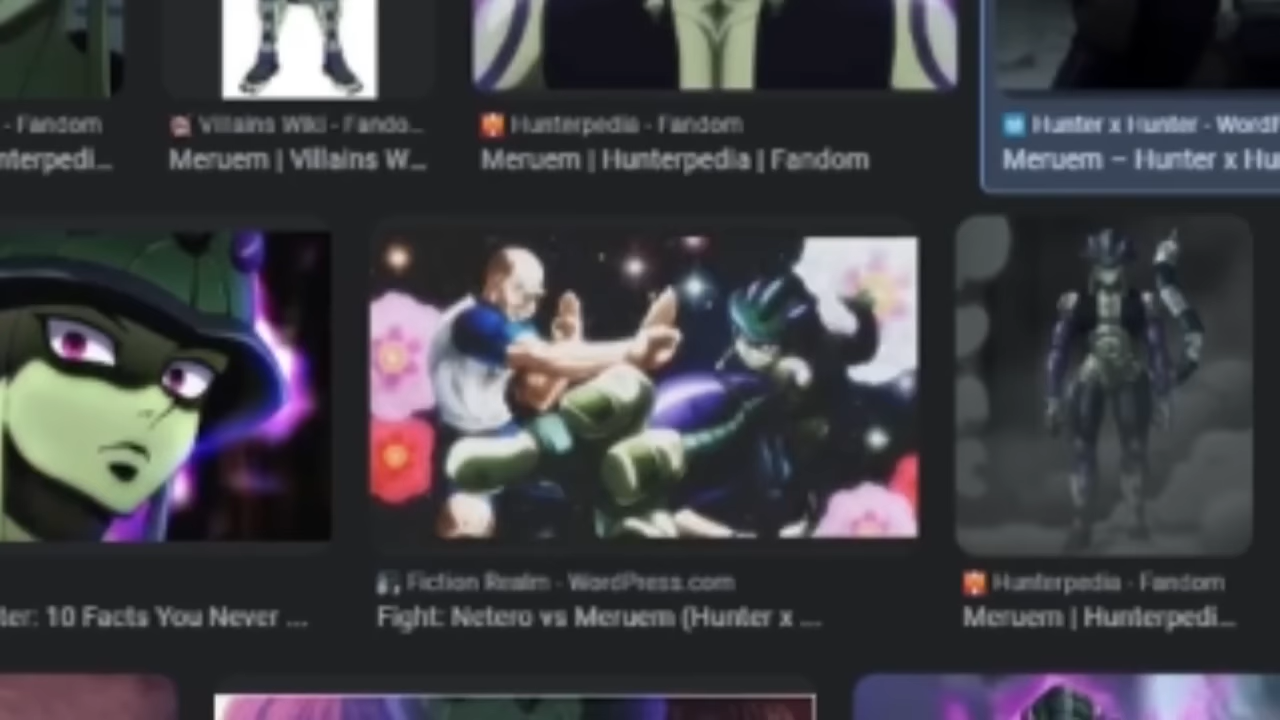 - Fandom
nterpedi...
Villains Wiki - Fando...
Meruem | Villains W...
Hunterpedia - Fandom
Meruem | Hunterpedia | Fandom
Hunter x Hunter - Word
Meruem – Hunter x Hu
ter: 10 Facts You Never ...
Fiction Realm - WordPress.com
Fight: Netero vs Meruem (Hunter x ...
Hunterpedia - Fandom
Meruem | Hunterpedi...